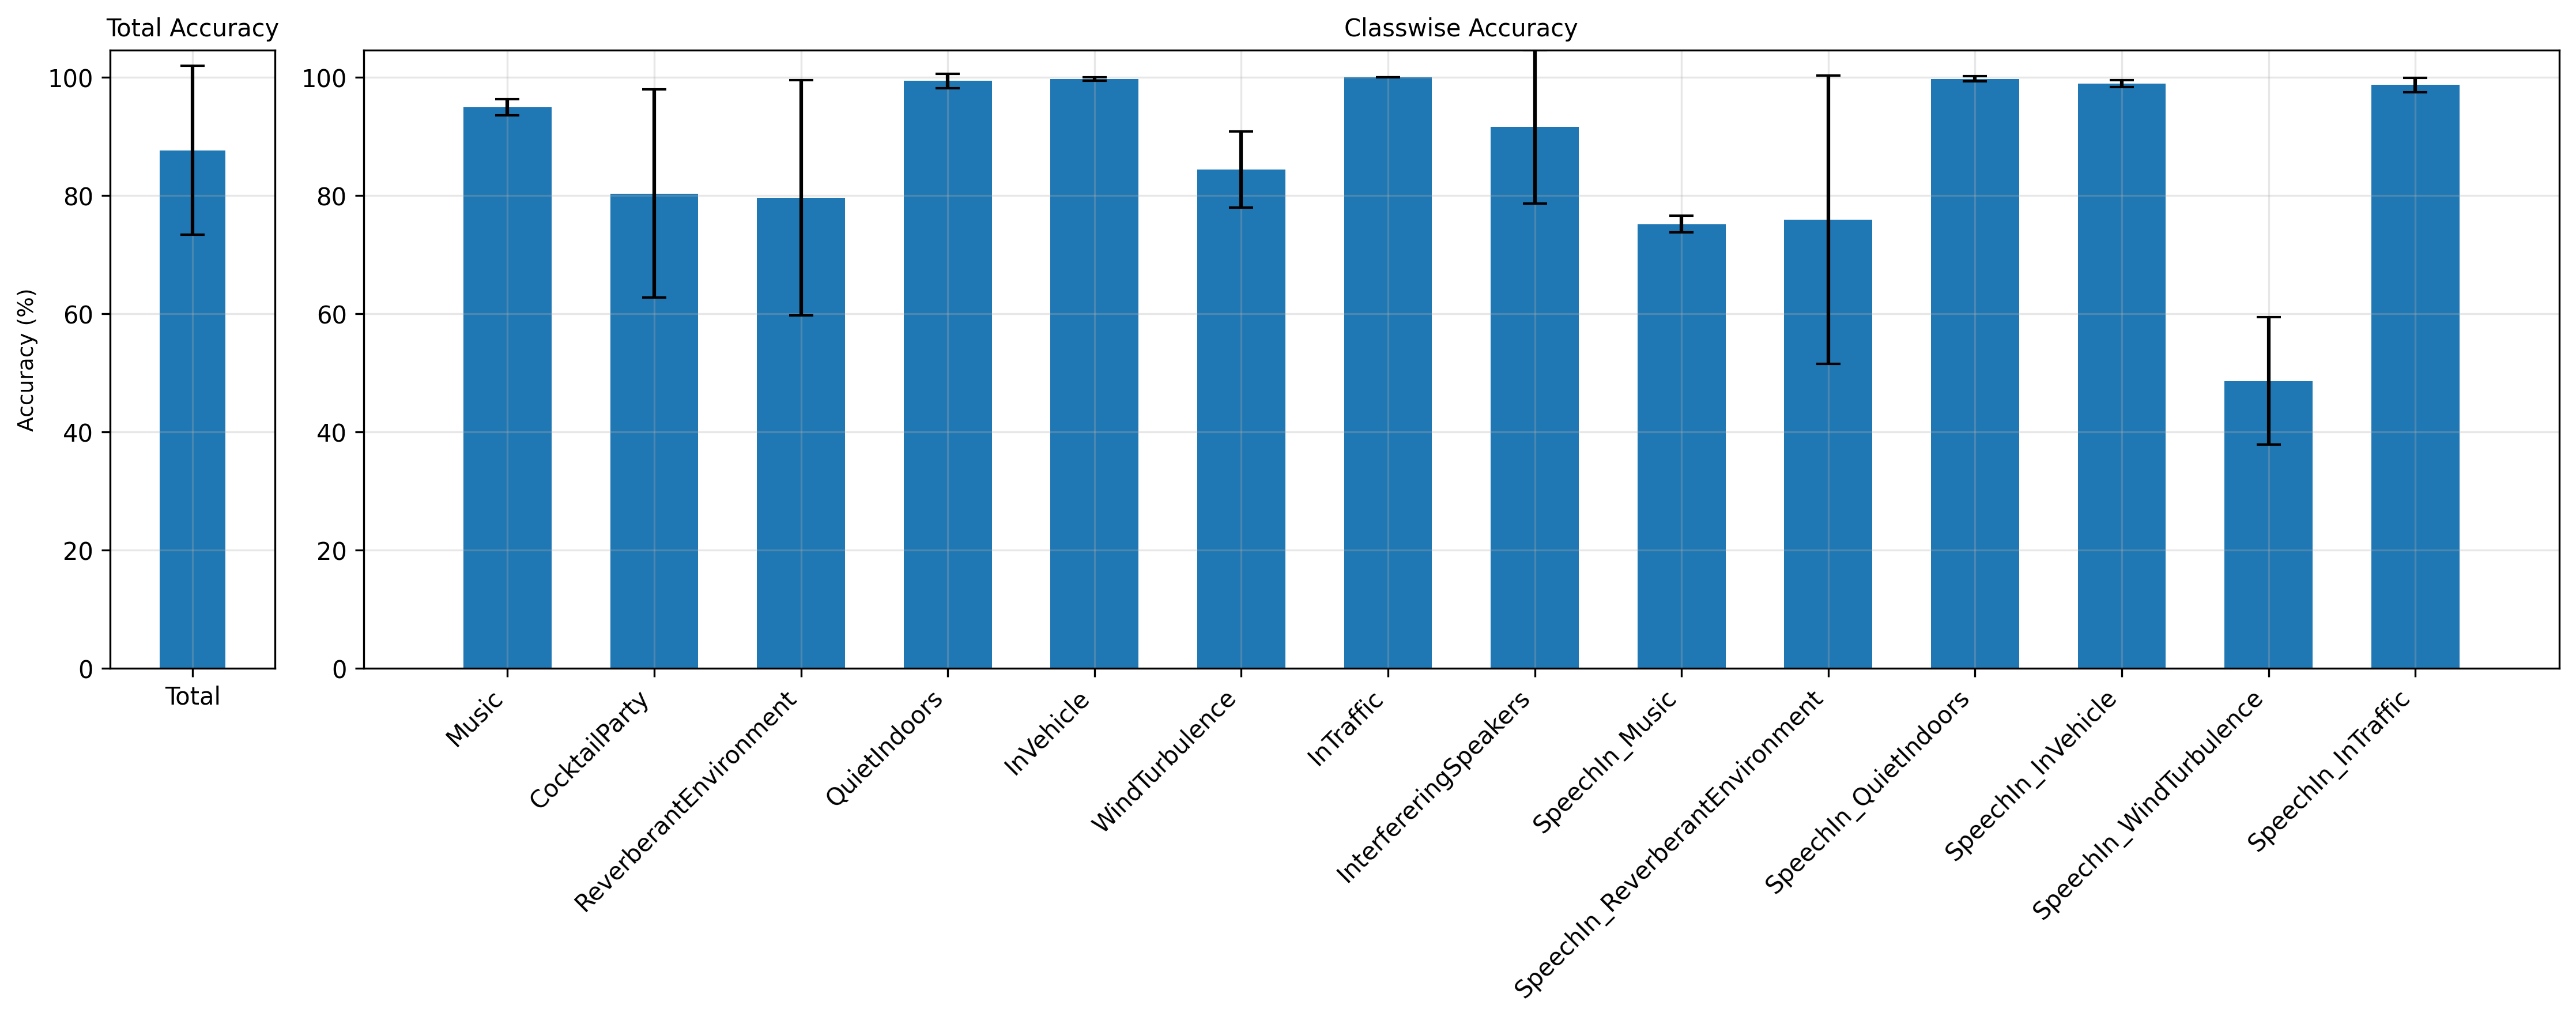 Total Accuracy
Classwise Accuracy
Accuracy (%)
100
80
60
40
20
0
Total
100
80
60
40
20
0
Music
CocktailParty
ReverberantEnvironment
QuietIndoors
InVehicle
WindTurbulence
InTraffic
InterferingSpeakers
SpeechIn_Music
SpeechIn_ReverberantEnvironment
SpeechIn_QuietIndoors
SpeechIn_InVehicle
SpeechIn_WindTurbulence
SpeechIn_InTraffic